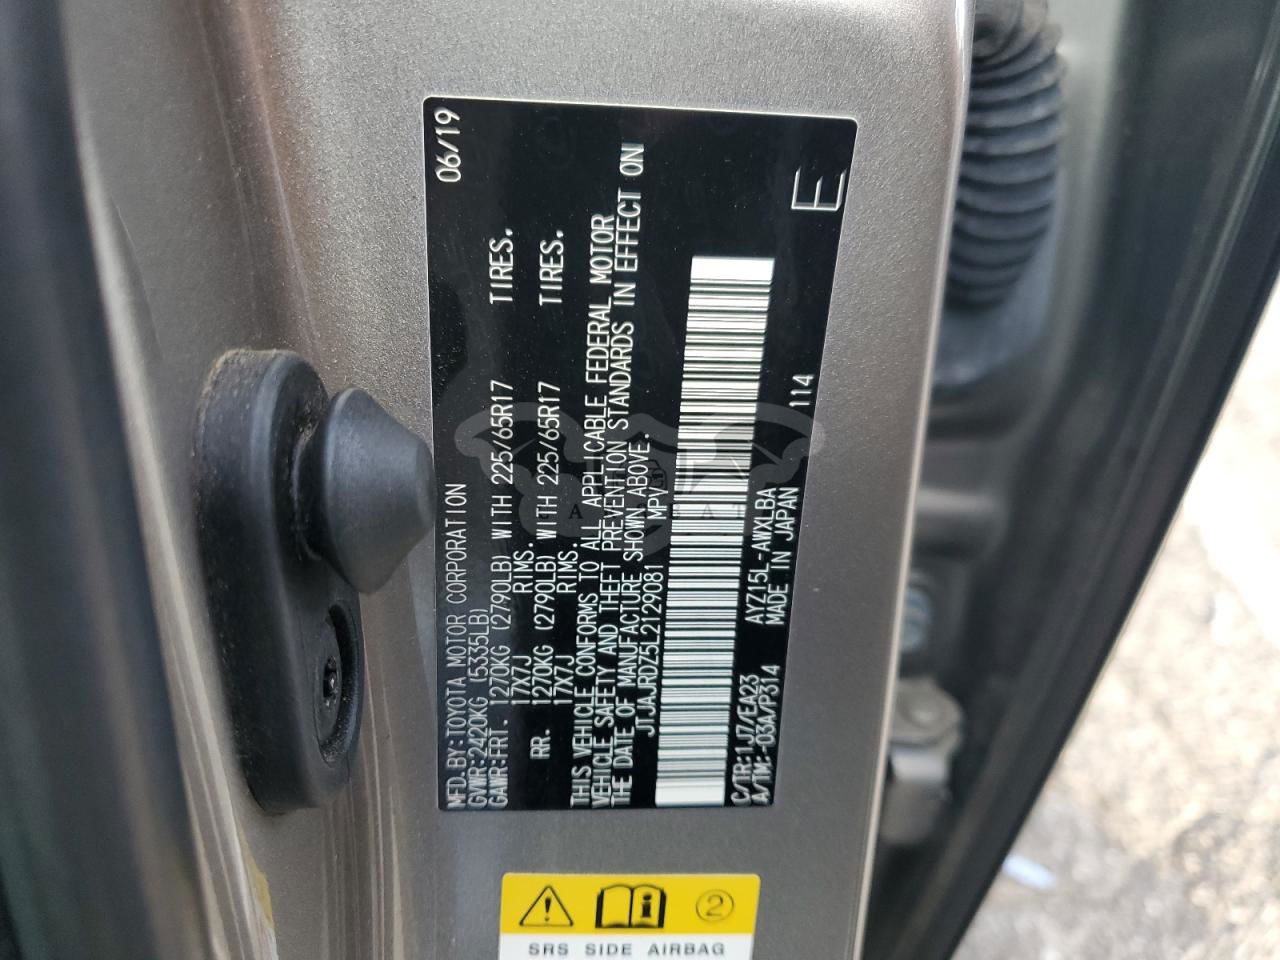 MFD.BY:TOYOTA MOTOR CORPORATION 06/19
GVWR:2420KG (5335LB)
GAWR:FRT. 1270KG (2790LB) WITH 225/65R17 TIRES.
17X7J RIMS.
RR. 1270KG (2790LB) WITH 225/65R17 TIRES.
17X7J RIMS.
THIS VEHICLE CONFORMS TO ALL APPLICABLE FEDERAL MOTOR
VEHICLE SAFETY AND THEFT PREVENTION STANDARDS IN EFFECT ON
THE DATE OF MANUFACTURE SHOWN ABOVE.
JTJAJRDZ5L2129081 MPV
C/TR:1J7/EA23 AYZ15L-AWXLBA
A/TM:-03A/P314 MADE IN JAPAN 114 E
2
SRS SIDE AIRBAG